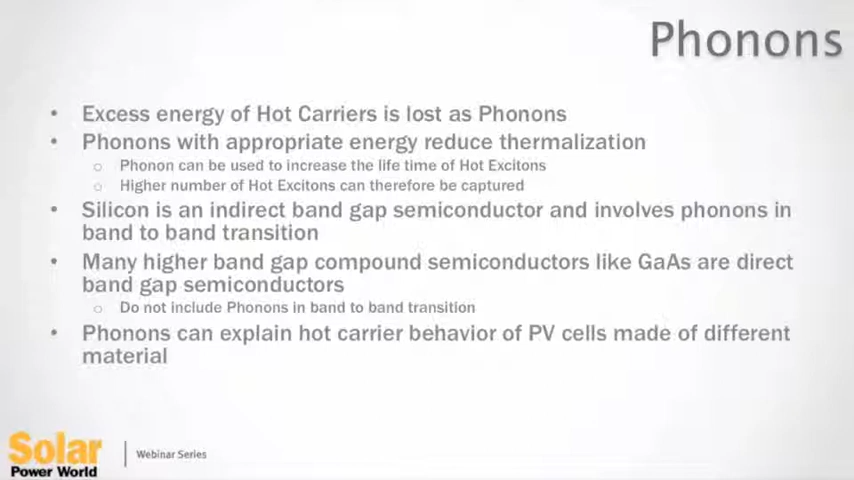 Phonons
• Excess energy of Hot Carriers is lost as Phonons
• Phonons with appropriate energy reduce thermalization
○ Phonon can be used to increase the life time of Hot Excitons
○ Higher number of Hot Excitons can therefore be captured
• Silicon is an indirect band gap semiconductor and involves phonons in
band to band transition
• Many higher band gap compound semiconductors like GaAs are direct
band gap semiconductors
○ Do not include Phonons in band to band transition
• Phonons can explain hot carrier behavior of PV cells made of different
material
Solar
Power World
Webinar Series